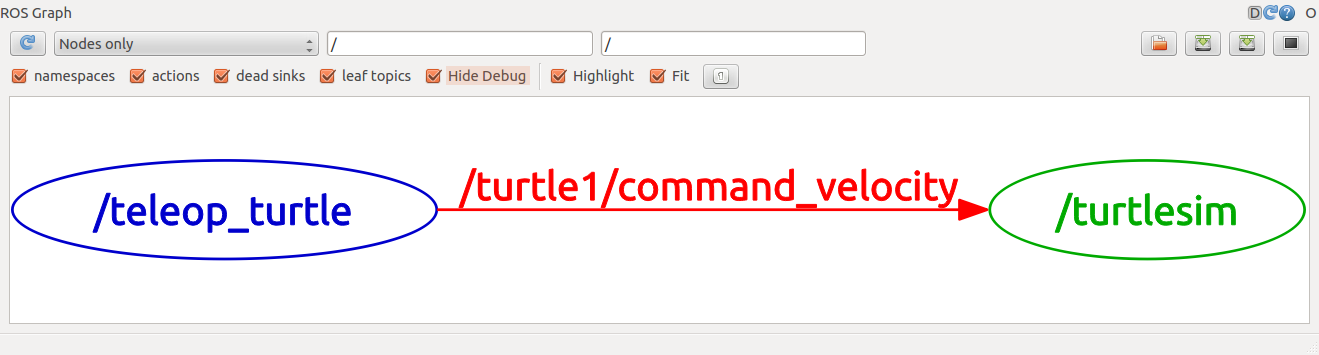 ROS Graph D ? O
Nodes only / /
namespaces actions dead sinks leaf topics Hide Debug Highlight Fit
/teleop_turtle /turtle1/command_velocity /turtlesim